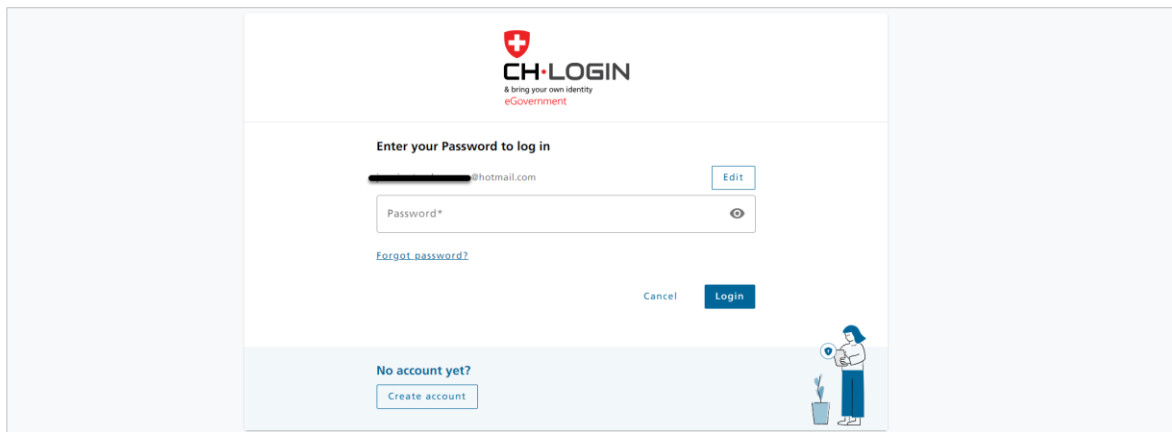 CH·LOGIN
& bring your own identity
eGovernment
Enter your Password to log in
@hotmail.com
Edit
Password*
Forgot password?
Cancel
Login
No account yet?
Create account